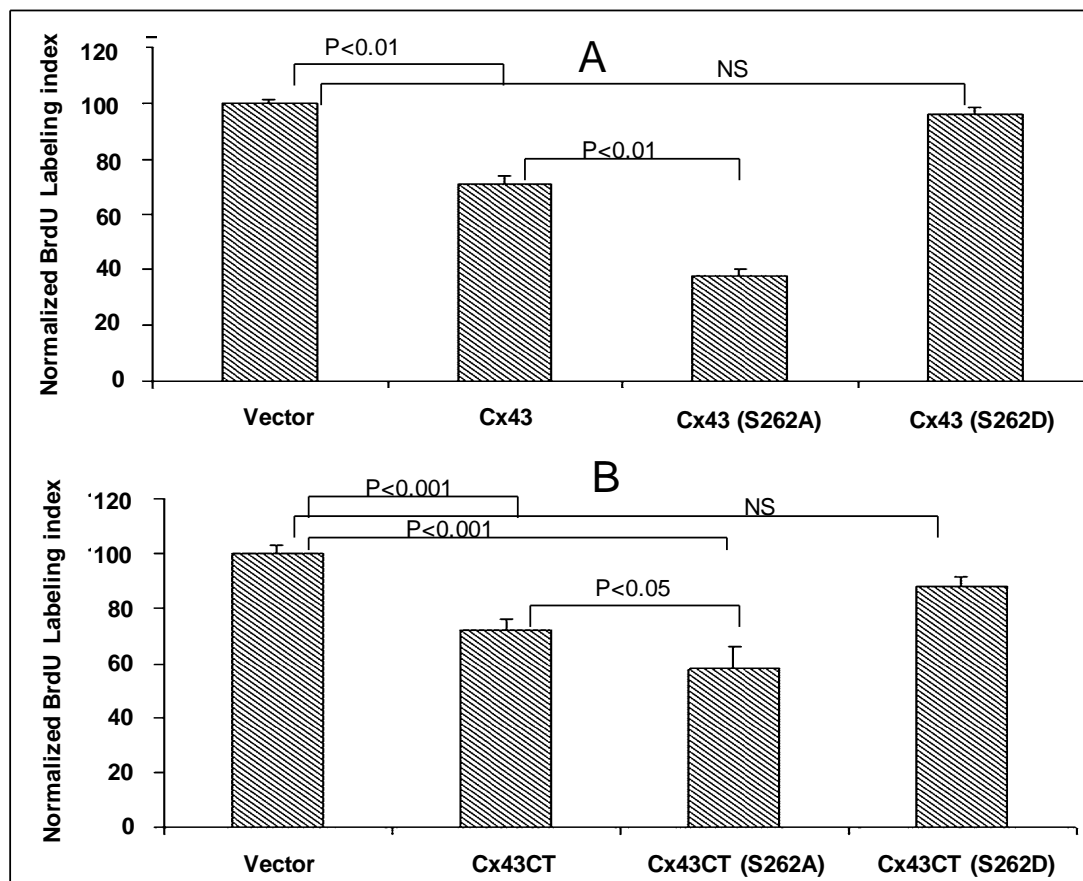 A
Normalized BrdU Labeling index
120
100
80
60
40
20
0
P<0.01
NS
P<0.01
Vector
Cx43
Cx43 (S262A)
Cx43 (S262D)
B
Normalized BrdU Labeling index
120
100
80
60
40
20
0
P<0.001
NS
P<0.001
P<0.05
Vector
Cx43CT
Cx43CT (S262A)
Cx43CT (S262D)